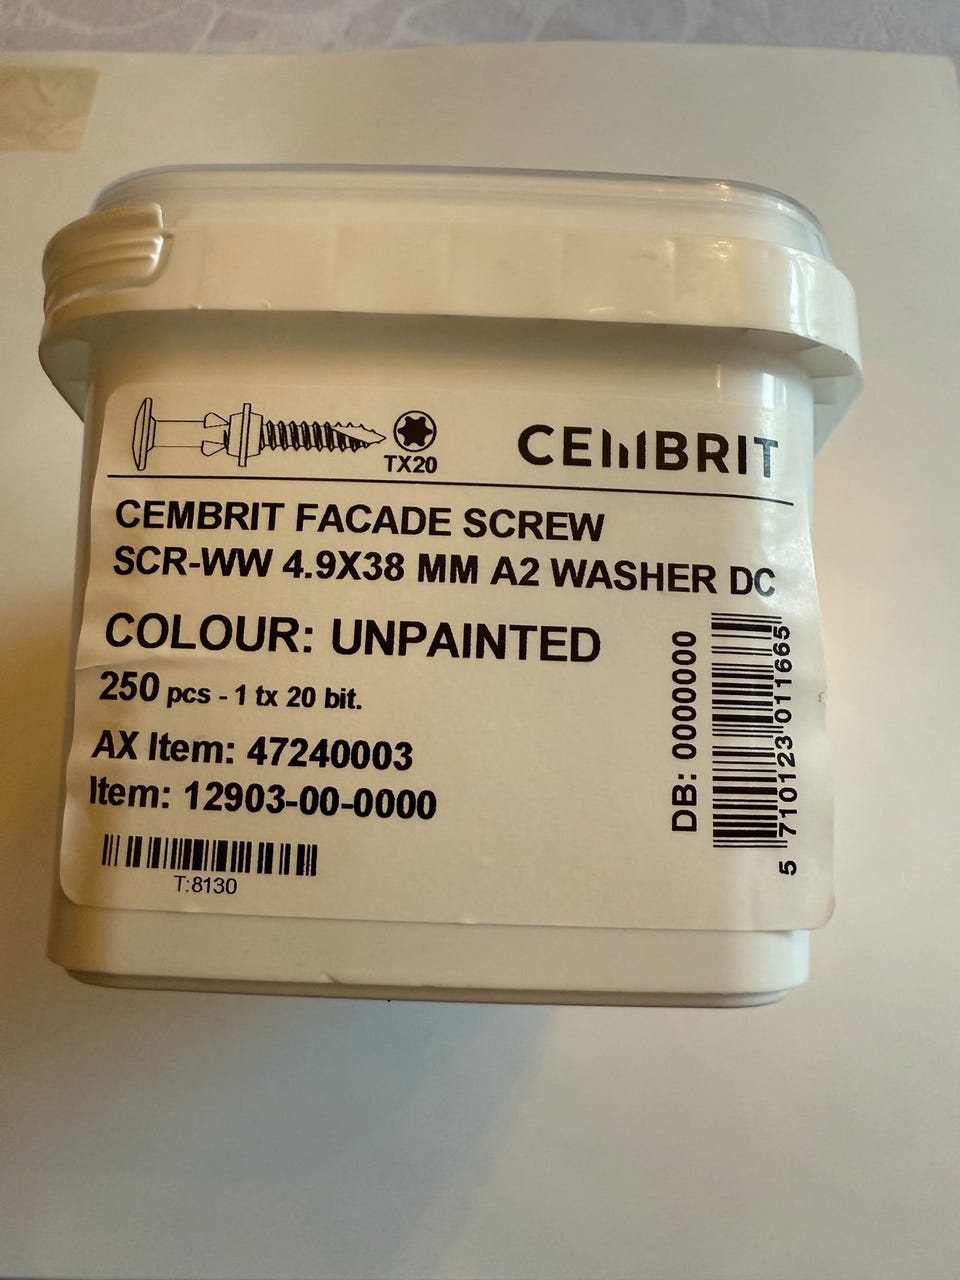 TX20
CEMBRIT
CEMBRIT FACADE SCREW
SCR-WW 4.9X38 MM A2 WASHER DC
COLOUR: UNPAINTED
250 pcs - 1 tx 20 bit.
AX Item: 47240003
Item: 12903-00-0000
T:8130
DB: 0000000
5 710123 011665